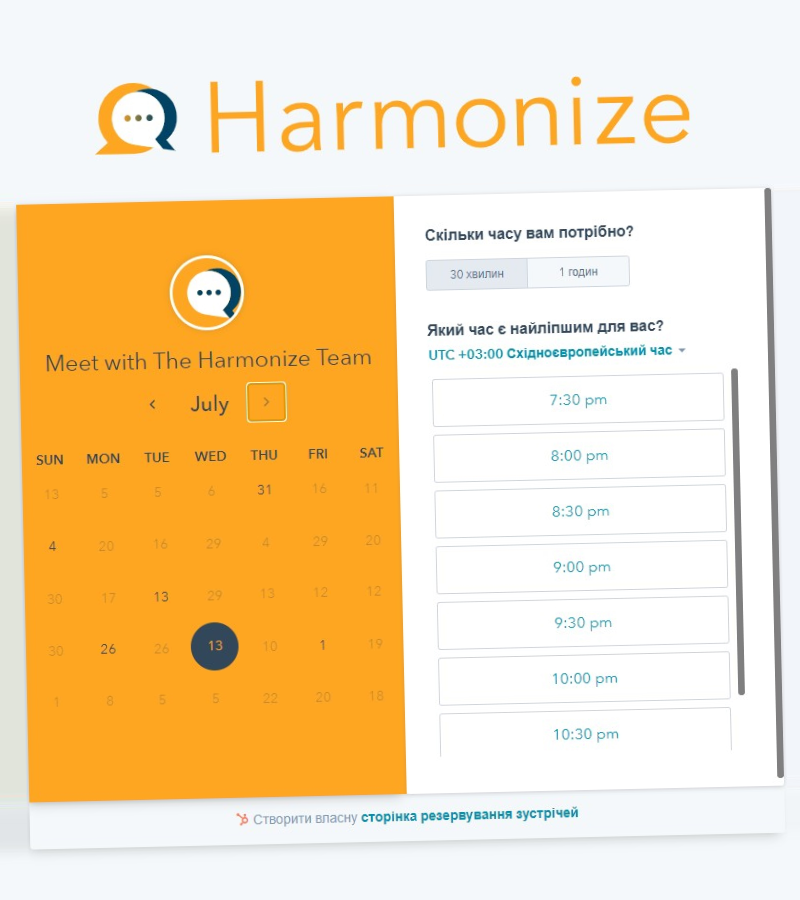 Harmonize
Meet with The Harmonize Team
July
SUN MON TUE WED THU FRI SAT
13 5 5 6 31 16 11
4 20 16 29 4 29 20
30 17 13 29 13 12 12
30 26 26 13 10 1 19
1 8 5 5 22 20 18
Скільки часу вам потрібно?
30 хвилин 1 годин
Який час є найліпшим для вас?
UTC +03:00 Східноєвропейський час
7:30 pm
8:00 pm
8:30 pm
9:00 pm
9:30 pm
10:00 pm
10:30 pm
Створити власну сторінка резервування зустрічей